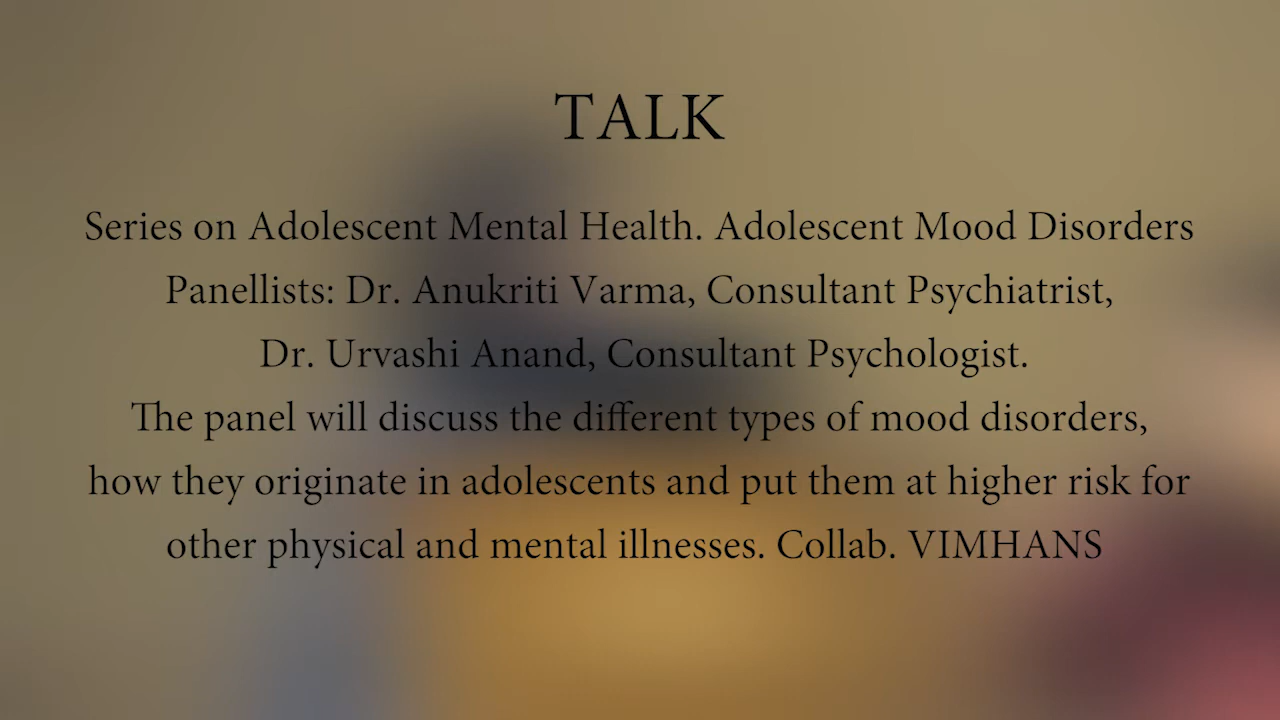 TALK
Series on Adolescent Mental Health. Adolescent Mood Disorders
Panellists: Dr. Anukriti Varma, Consultant Psychiatrist,
Dr. Urvashi Anand, Consultant Psychologist.
The panel will discuss the different types of mood disorders,
how they originate in adolescents and put them at higher risk for
other physical and mental illnesses. Collab. VIMHANS